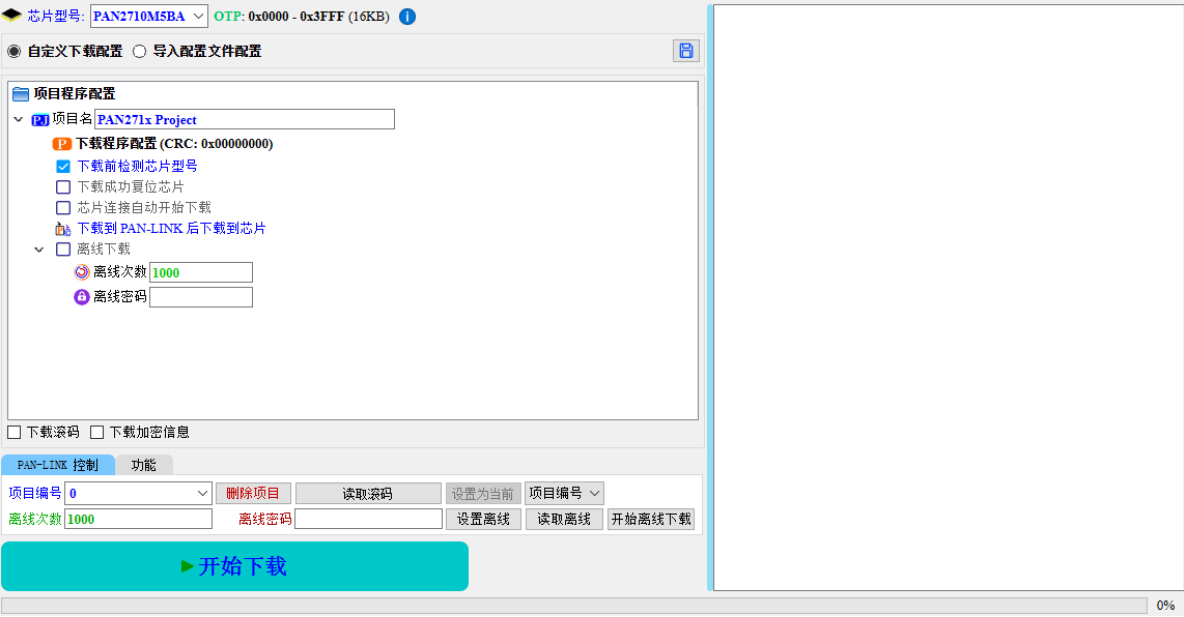 芯片型号: PAN2710M5BA OTP: 0x0000 - 0x3FFF (16KB) i
自定义下载配置 导入配置文件配置
项目程序配置
PJ 项目名 PAN271x Project
P 下载程序配置 (CRC: 0x00000000)
下载前检测芯片型号
下载成功复位芯片
芯片连接自动开始下载
下载到 PAN-LINK 后下载到芯片
离线下载
离线次数 1000
离线密码
下载滚码 下载加密信息
PAN-LINK 控制 功能
项目编号 0 删除项目 读取滚码 设置为当前 项目编号
离线次数 1000 离线密码 设置离线 读取离线 开始离线下载
开始下载
0%